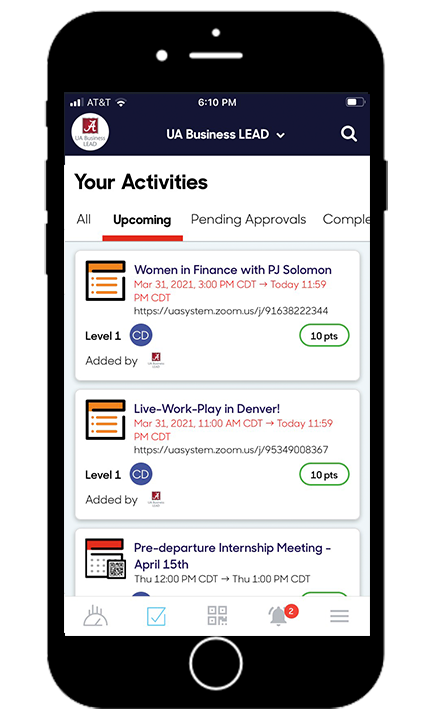 AT&T
6:10 PM
A
UA Business
LEAD
UA Business LEAD
Your Activities
All
Upcoming
Pending Approvals
Comple
Women in Finance with PJ Solomon
Mar 31, 2021, 3:00 PM CDT → Today 11:59
PM CDT
https://uasystem.zoom.us/j/91638222344
Level 1
CD
10 pts
Added by
Live-Work-Play in Denver!
Mar 31, 2021, 11:00 AM CDT → Today 11:59
PM CDT
https://uasystem.zoom.us/j/95349008367
Level 1
CD
10 pts
Added by
Pre-departure Internship Meeting -
April 15th
Thu 12:00 PM CDT → Thu 1:00 PM CDT
2